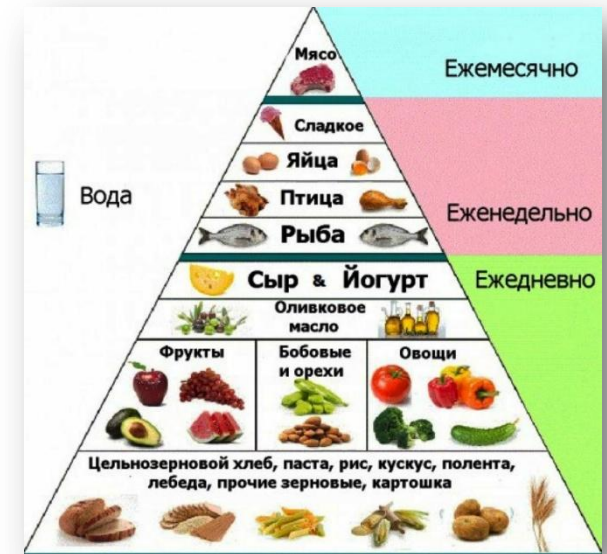 Мясо
Ежемесячно
Сладкое
Яйца
Птица
Рыба
Еженедельно
Вода
Сыр & Йогурт
Ежедневно
Оливковое
масло
Фрукты
Бобовые
и орехи
Овощи
Цельнозерновой хлеб, паста, рис, кускус, полента,
лебеда, прочие зерновые, картошка